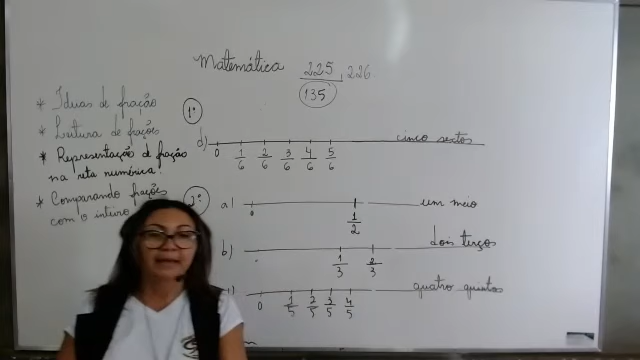 Matemática 225, 226
135
* Ideias de fração
* Leitura de frações
* Representação de fração
na reta numérica.
* Comparando frações
com o inteiro
1º
d) cinco sextos
0 1/6 2/6 3/6 4/6 5/6
2º
a) um meio
0 1/2
b) dois terços
1/3 2/3
quatro quintos
0 1/5 2/5 3/5 4/5